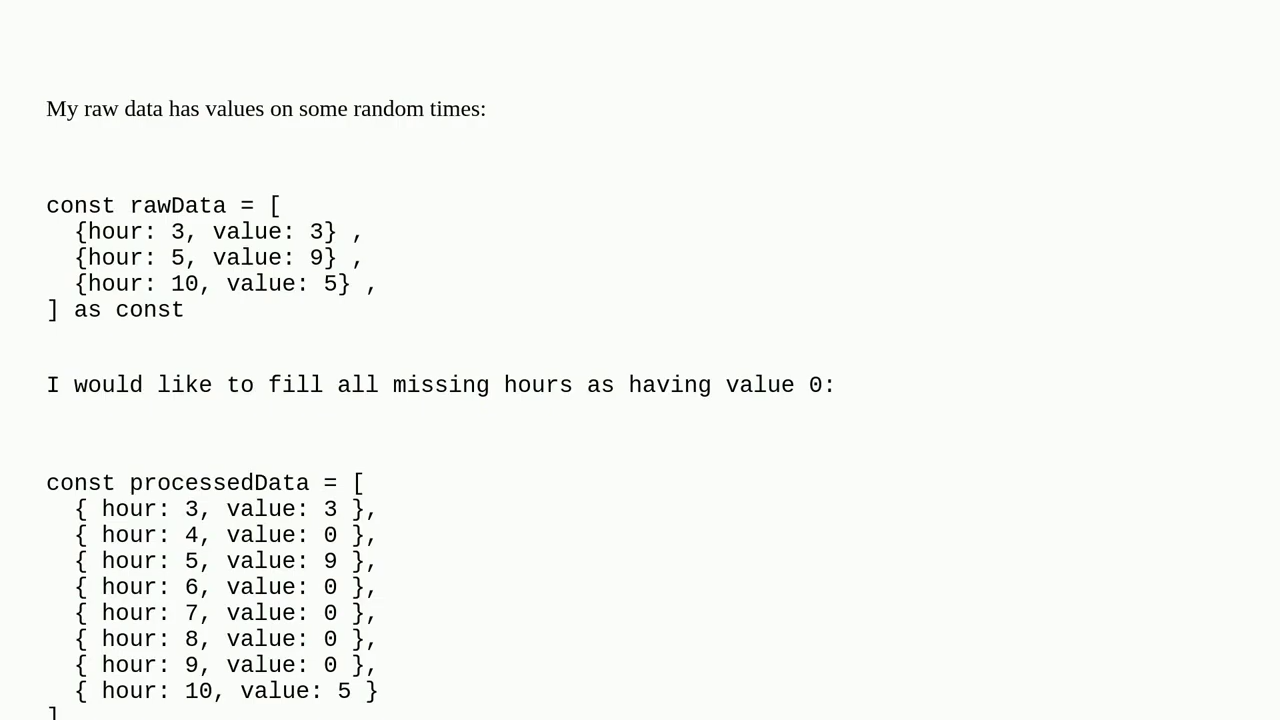 My raw data has values on some random times:
const rawData = [
  {hour: 3, value: 3} ,
  {hour: 5, value: 9} ,
  {hour: 10, value: 5} ,
] as const
I would like to fill all missing hours as having value 0:
const processedData = [
  { hour: 3, value: 3 },
  { hour: 4, value: 0 },
  { hour: 5, value: 9 },
  { hour: 6, value: 0 },
  { hour: 7, value: 0 },
  { hour: 8, value: 0 },
  { hour: 9, value: 0 },
  { hour: 10, value: 5 }
]